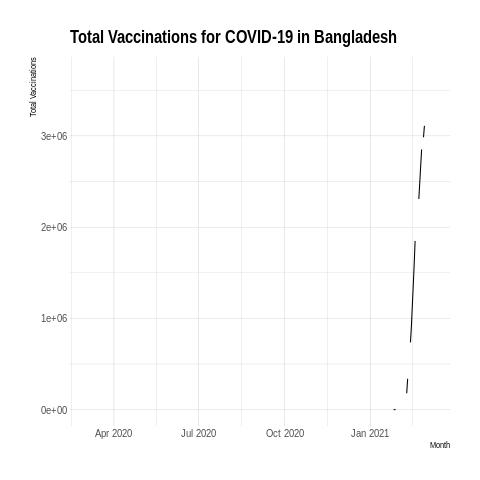 Total Vaccinations for COVID-19 in Bangladesh
Total Vaccinations
3e+06
2e+06
1e+06
0e+00
Apr 2020 Jul 2020 Oct 2020 Jan 2021
Month